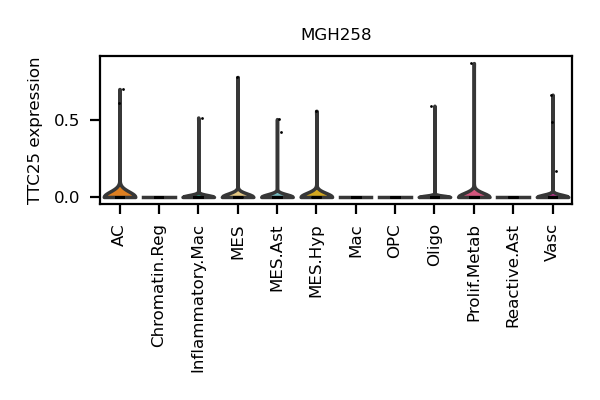 MGH258
TTC25 expression
0.5
0.0
AC
Chromatin.Reg
Inflammatory.Mac
MES
MES.Ast
MES.Hyp
Mac
OPC
Oligo
Prolif.Metab
Reactive.Ast
Vasc